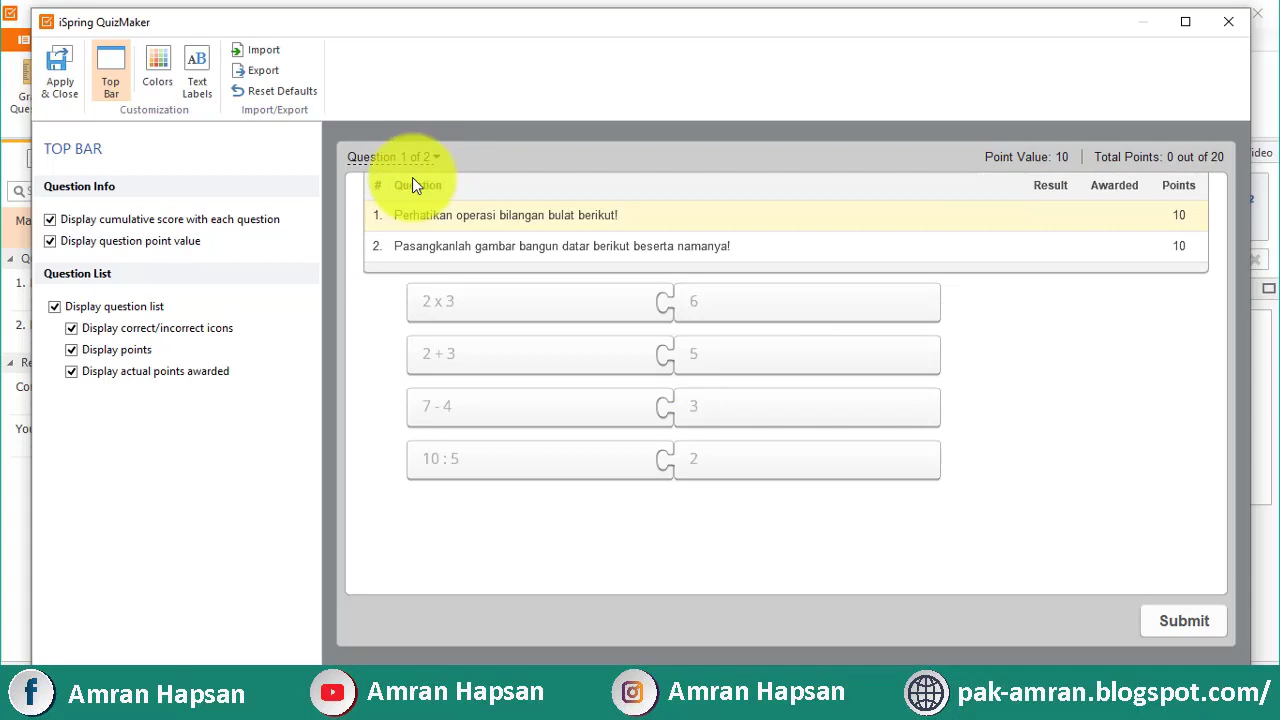 iSpring QuizMaker
Apply & Close
Top Bar
Colors
Text Labels
Import
Export
Reset Defaults
Customization
Import/Export
TOP BAR
Question Info
Display cumulative score with each question
Display question point value
Question List
Display question list
Display correct/incorrect icons
Display points
Display actual points awarded
Question 1 of 2
Point Value: 10
Total Points: 0 out of 20
# Question Result Awarded Points
1. Perhatikan operasi bilangan bulat berikut! 10
2. Pasangkanlah gambar bangun datar berikut beserta namanya! 10
2 x 3 6
2 + 3 5
7 - 4 3
10 : 5 2
Submit
Amran Hapsan
Amran Hapsan
Amran Hapsan
pak-amran.blogspot.com/